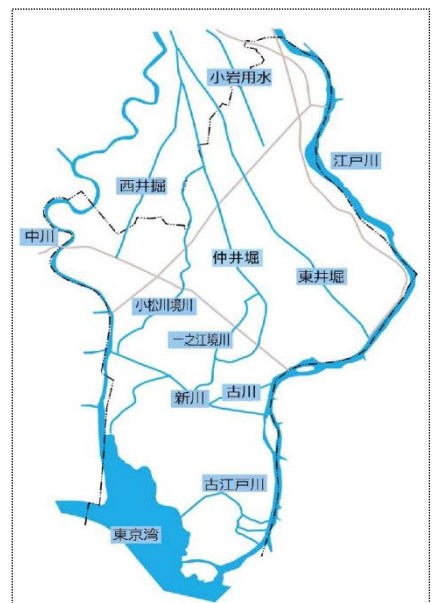 小岩用水
江戸川
西井掘
中川
仲井堀
東井堀
小松川境川
一之江境川
新川
古川
古江戸川
東京湾